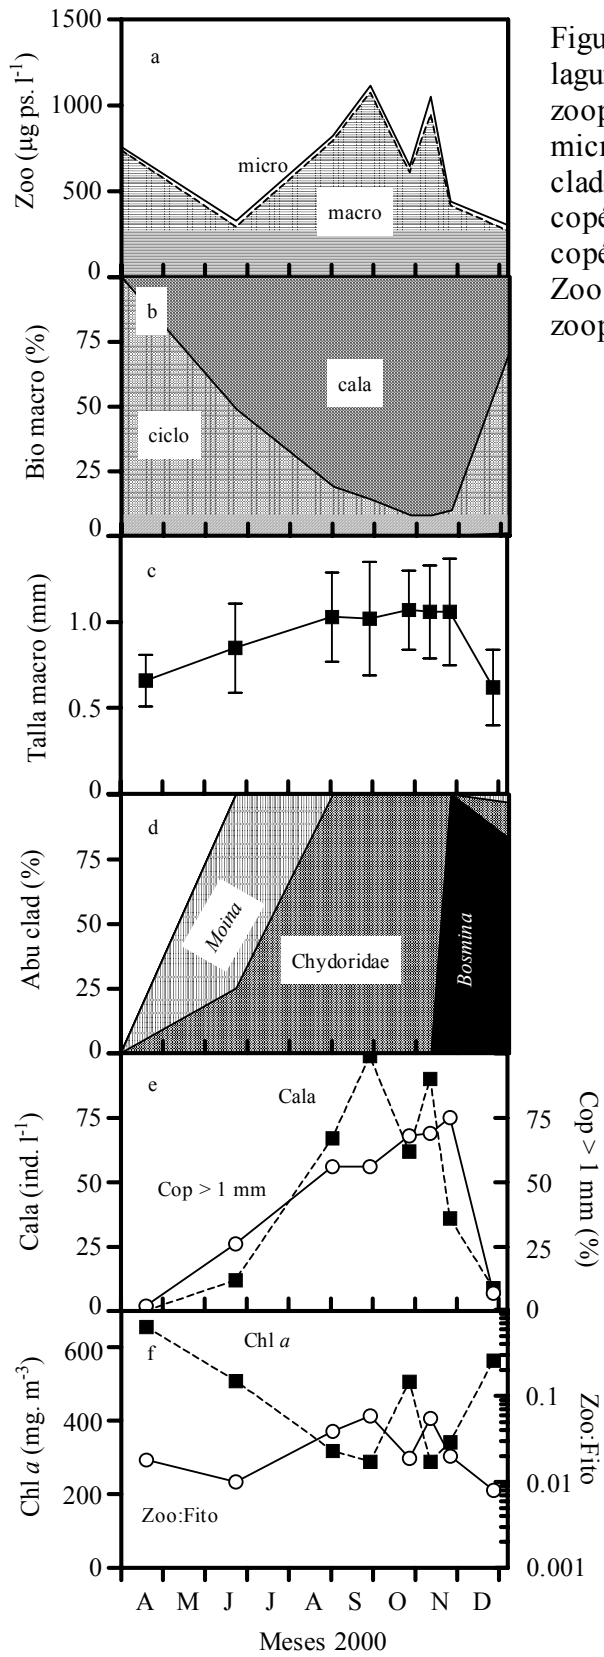 1500
1000
500
0
Zoo (µg ps. l⁻¹)
a
micro
macro
Figu
lagu
zoop
micr
clad
copé
copé
Zoo
zoop
75
50
25
0
Bio macro (%)
b
cala
ciclo
1.0
0.5
0
Talla macro (mm)
c
75
50
25
0
Abu clad (%)
d
Moina
Chydoridae
Bosmina
75
50
25
0
Cala (ind. l⁻¹)
e
Cala
Cop > 1 mm
75
50
25
0
Cop > 1 mm (%)
600
400
200
0
Chl a (mg. m⁻³)
f
Chl a
Zoo:Fito
0.1
0.01
0.001
Zoo:Fito
A M J J A S O N D
Meses 2000